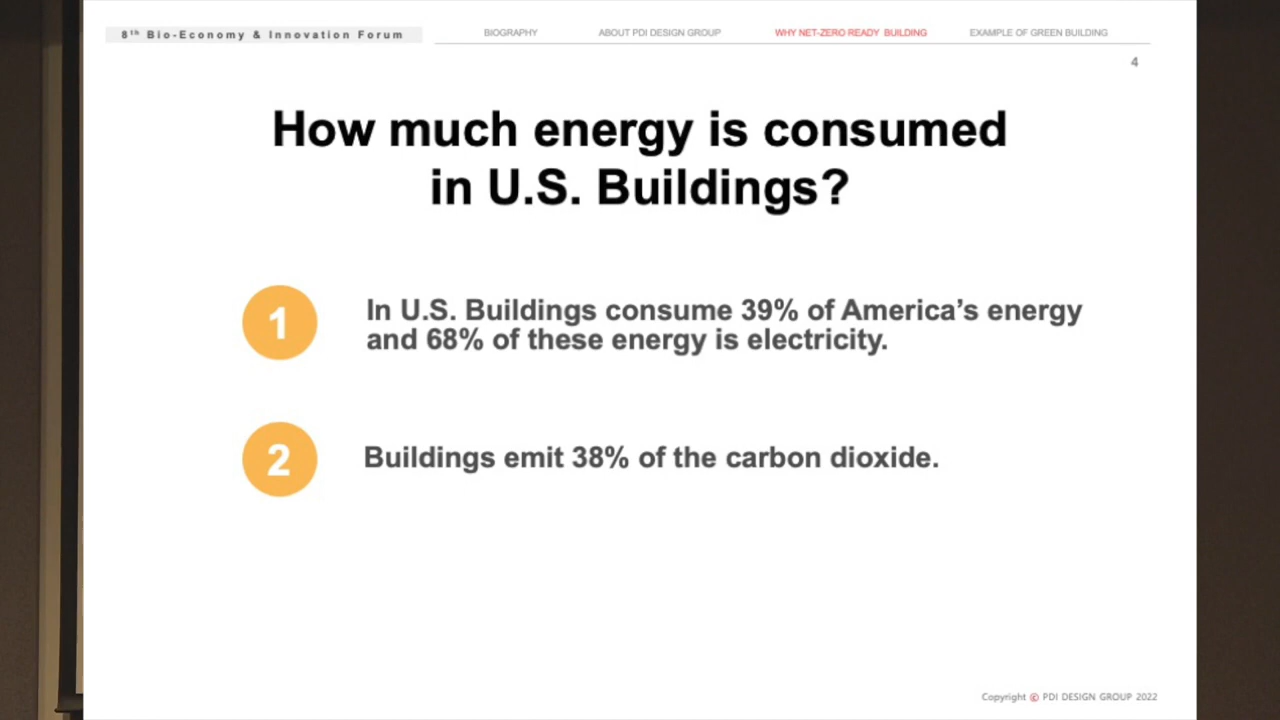 8th Bio-Economy & Innovation Forum
BIOGRAPHY
ABOUT PDI DESIGN GROUP
WHY NET-ZERO READY BUILDING
EXAMPLE OF GREEN BUILDING
4
How much energy is consumed
in U.S. Buildings?
1
In U.S. Buildings consume 39% of America’s energy
and 68% of these energy is electricity.
2
Buildings emit 38% of the carbon dioxide.
Copyright © PDI DESIGN GROUP 2022